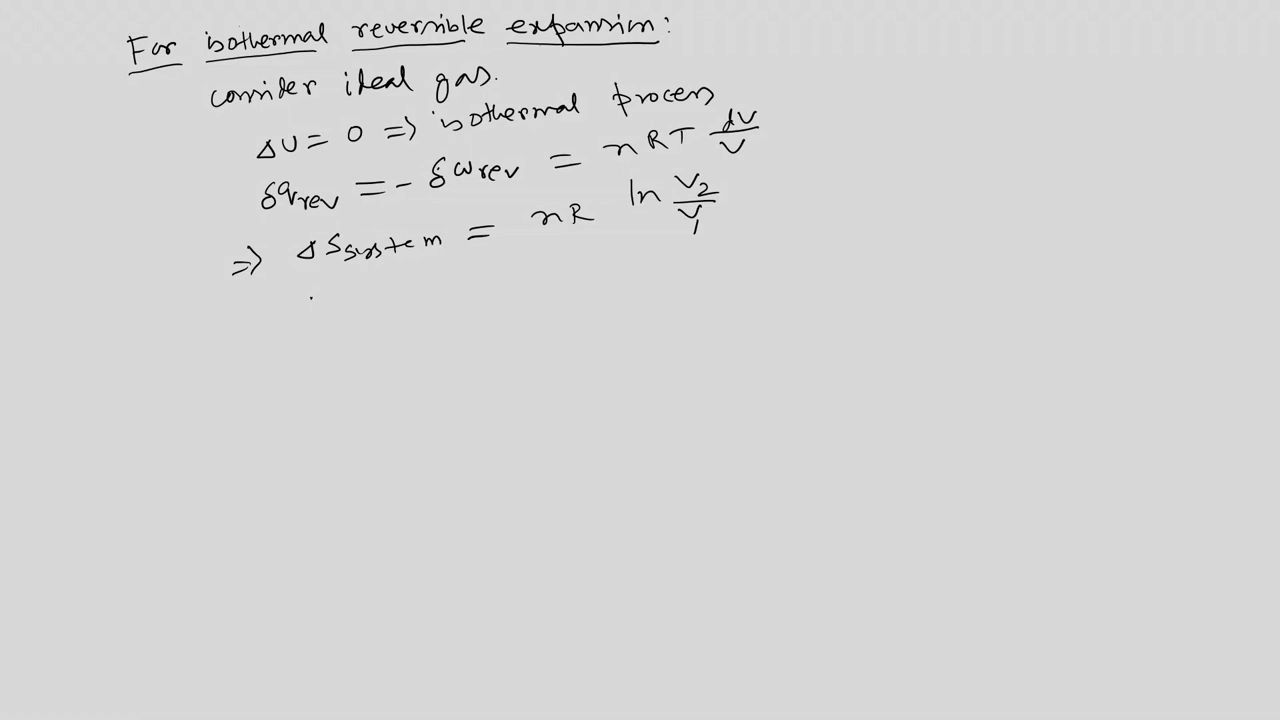 For isothermal reversible expansion:
consider ideal gas.
ΔU = 0 => isothermal process
δqrev = - δwrev = nRT dV/V
=> ΔSsystem = nR ln V2/V1